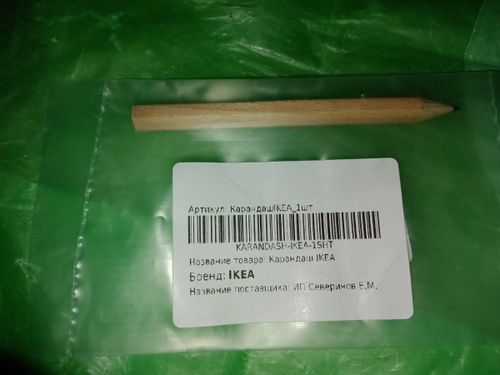 Артикул: КарандашIKEA_1шт
KARANDASH-IKEA-1SHT
Название товара: Карандаш IKEA
Бренд: IKEA
Название поставщика: ИП Северинов В.М.